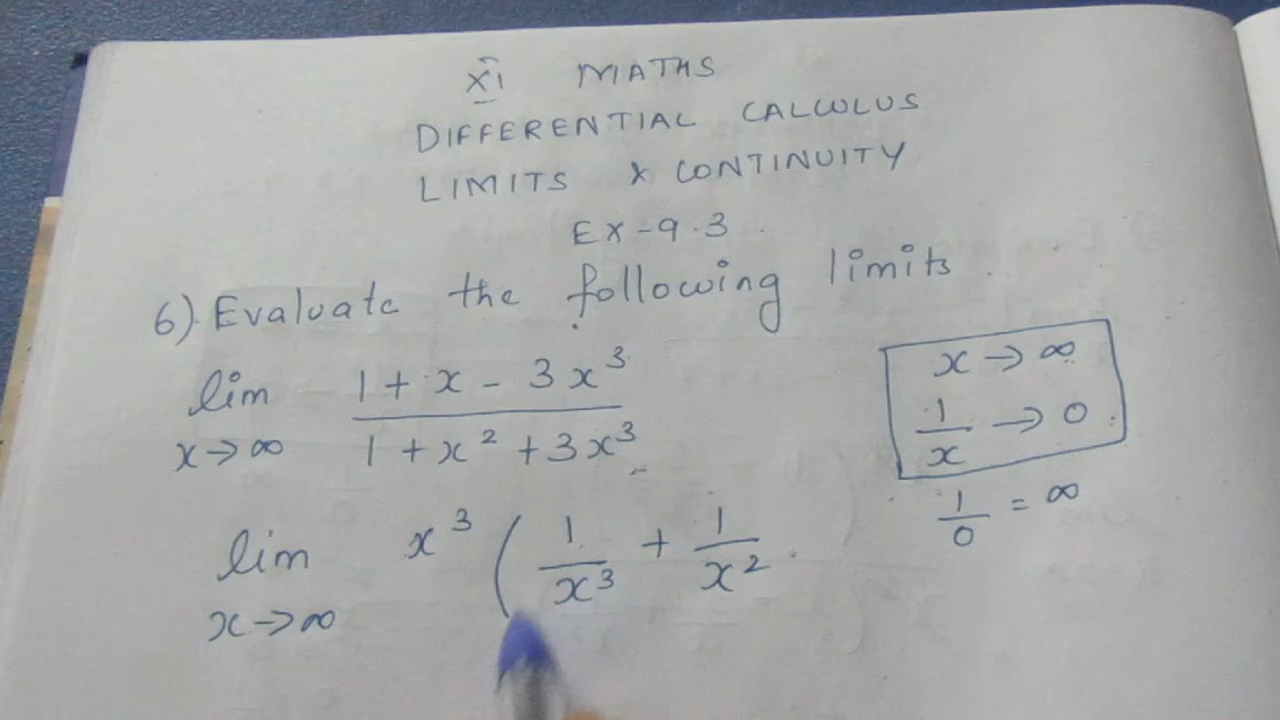 XI MATHS
DIFFERENTIAL CALCULUS
LIMITS & CONTINUITY
EX-9.3.
6). Evaluate the following limits.
lim x→∞ (1 + x - 3x³)/(1 + x² + 3x³)
x → ∞
1/x → 0.
1/0 = ∞
lim x→∞ x³ ( 1/x³ + 1/x²